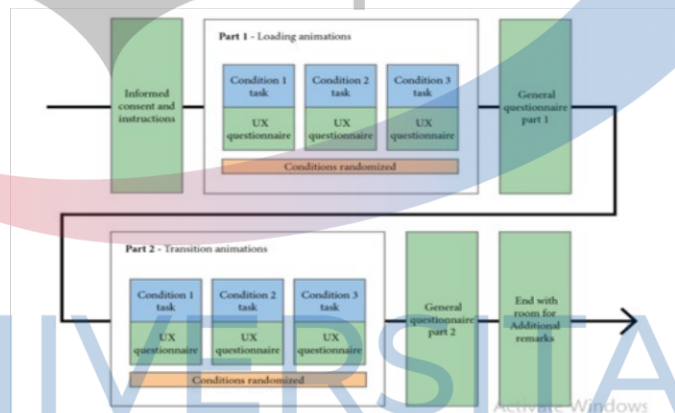 Part 1 - Loading animations
Informed
consent and
instructions
Condition 1
task
UX
questionnaire
Condition 2
task
UX
questionnaire
Condition 3
task
UX
questionnaire
Conditions randomized
General
questionnaire
part 1
Part 2 - Transition animations
Condition 1
task
UX
questionnaire
Condition 2
task
UX
questionnaire
Condition 3
task
UX
questionnaire
Conditions randomized
General
questionnaire
part 2
End with
room for
Additional
remarks
IVERSITA
Activate Windows